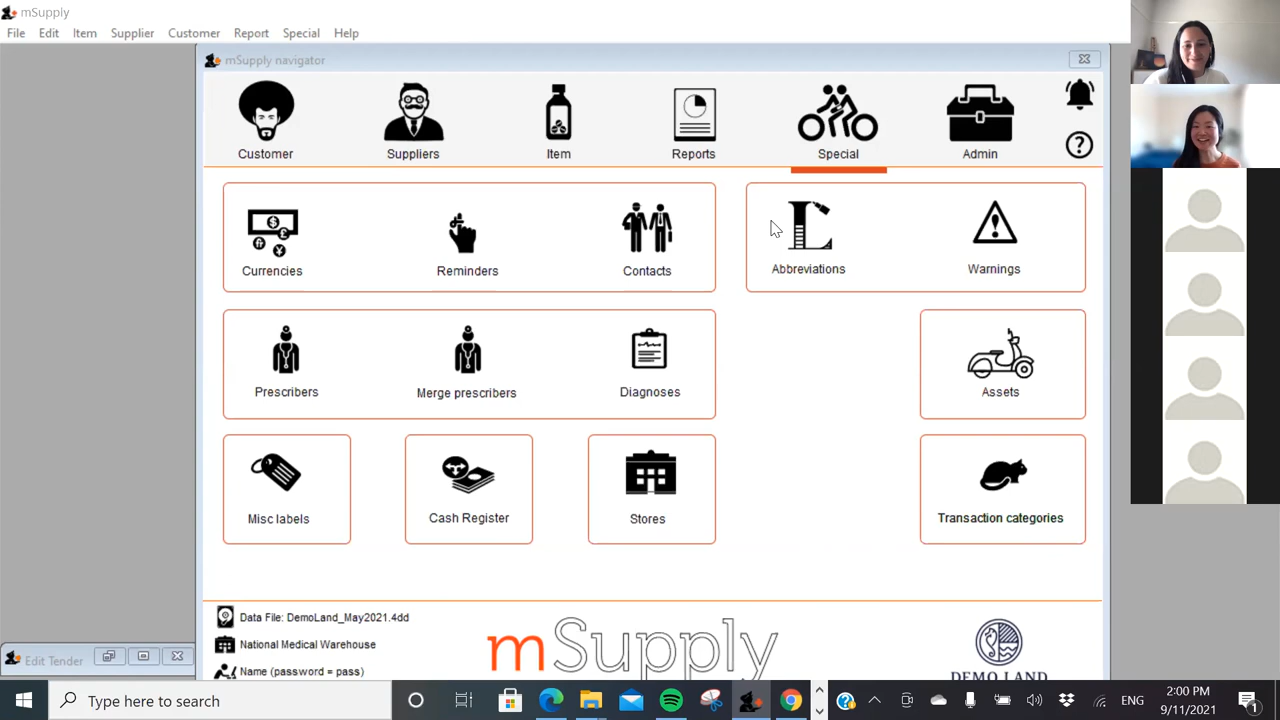 mSupply
File Edit Item Supplier Customer Report Special Help
mSupply navigator
Customer Suppliers Item Reports Special Admin
?
Currencies Reminders Contacts Abbreviations Warnings
Prescribers Merge prescribers Diagnoses Assets
Misc labels Cash Register Stores Transaction categories
Data File: DemoLand_May2021.4dd
National Medical Warehouse
Name (password = pass)
mSupply
DEMO LAND
Edit Tender
Type here to search
ENG
2:00 PM
9/11/2021
1